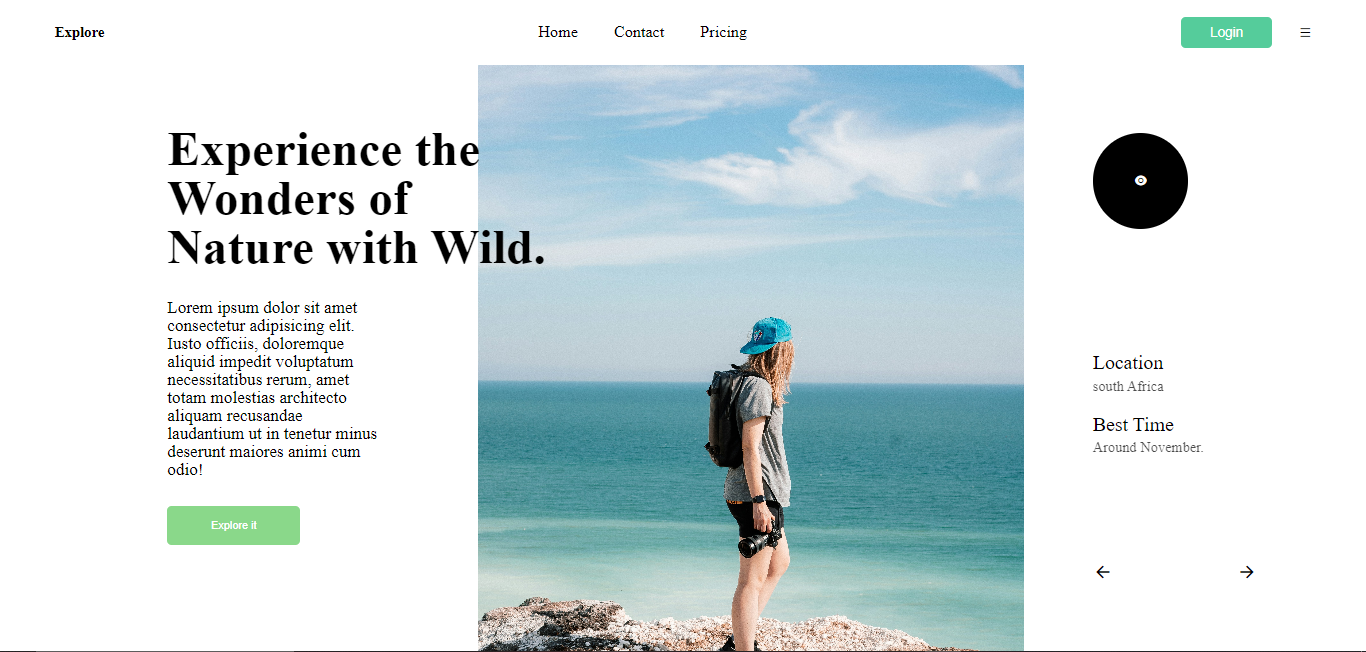 Explore
Home Contact Pricing
Login
Experience the
Wonders of
Nature with Wild.
Lorem ipsum dolor sit amet
consectetur adipisicing elit.
Iusto officiis, doloremque
aliquid impedit voluptatum
necessitatibus rerum, amet
totam molestias architecto
aliquam recusandae
laudantium ut in tenetur minus
deserunt maiores animi cum
odio!
Explore it
Location
south Africa
Best Time
Around November.